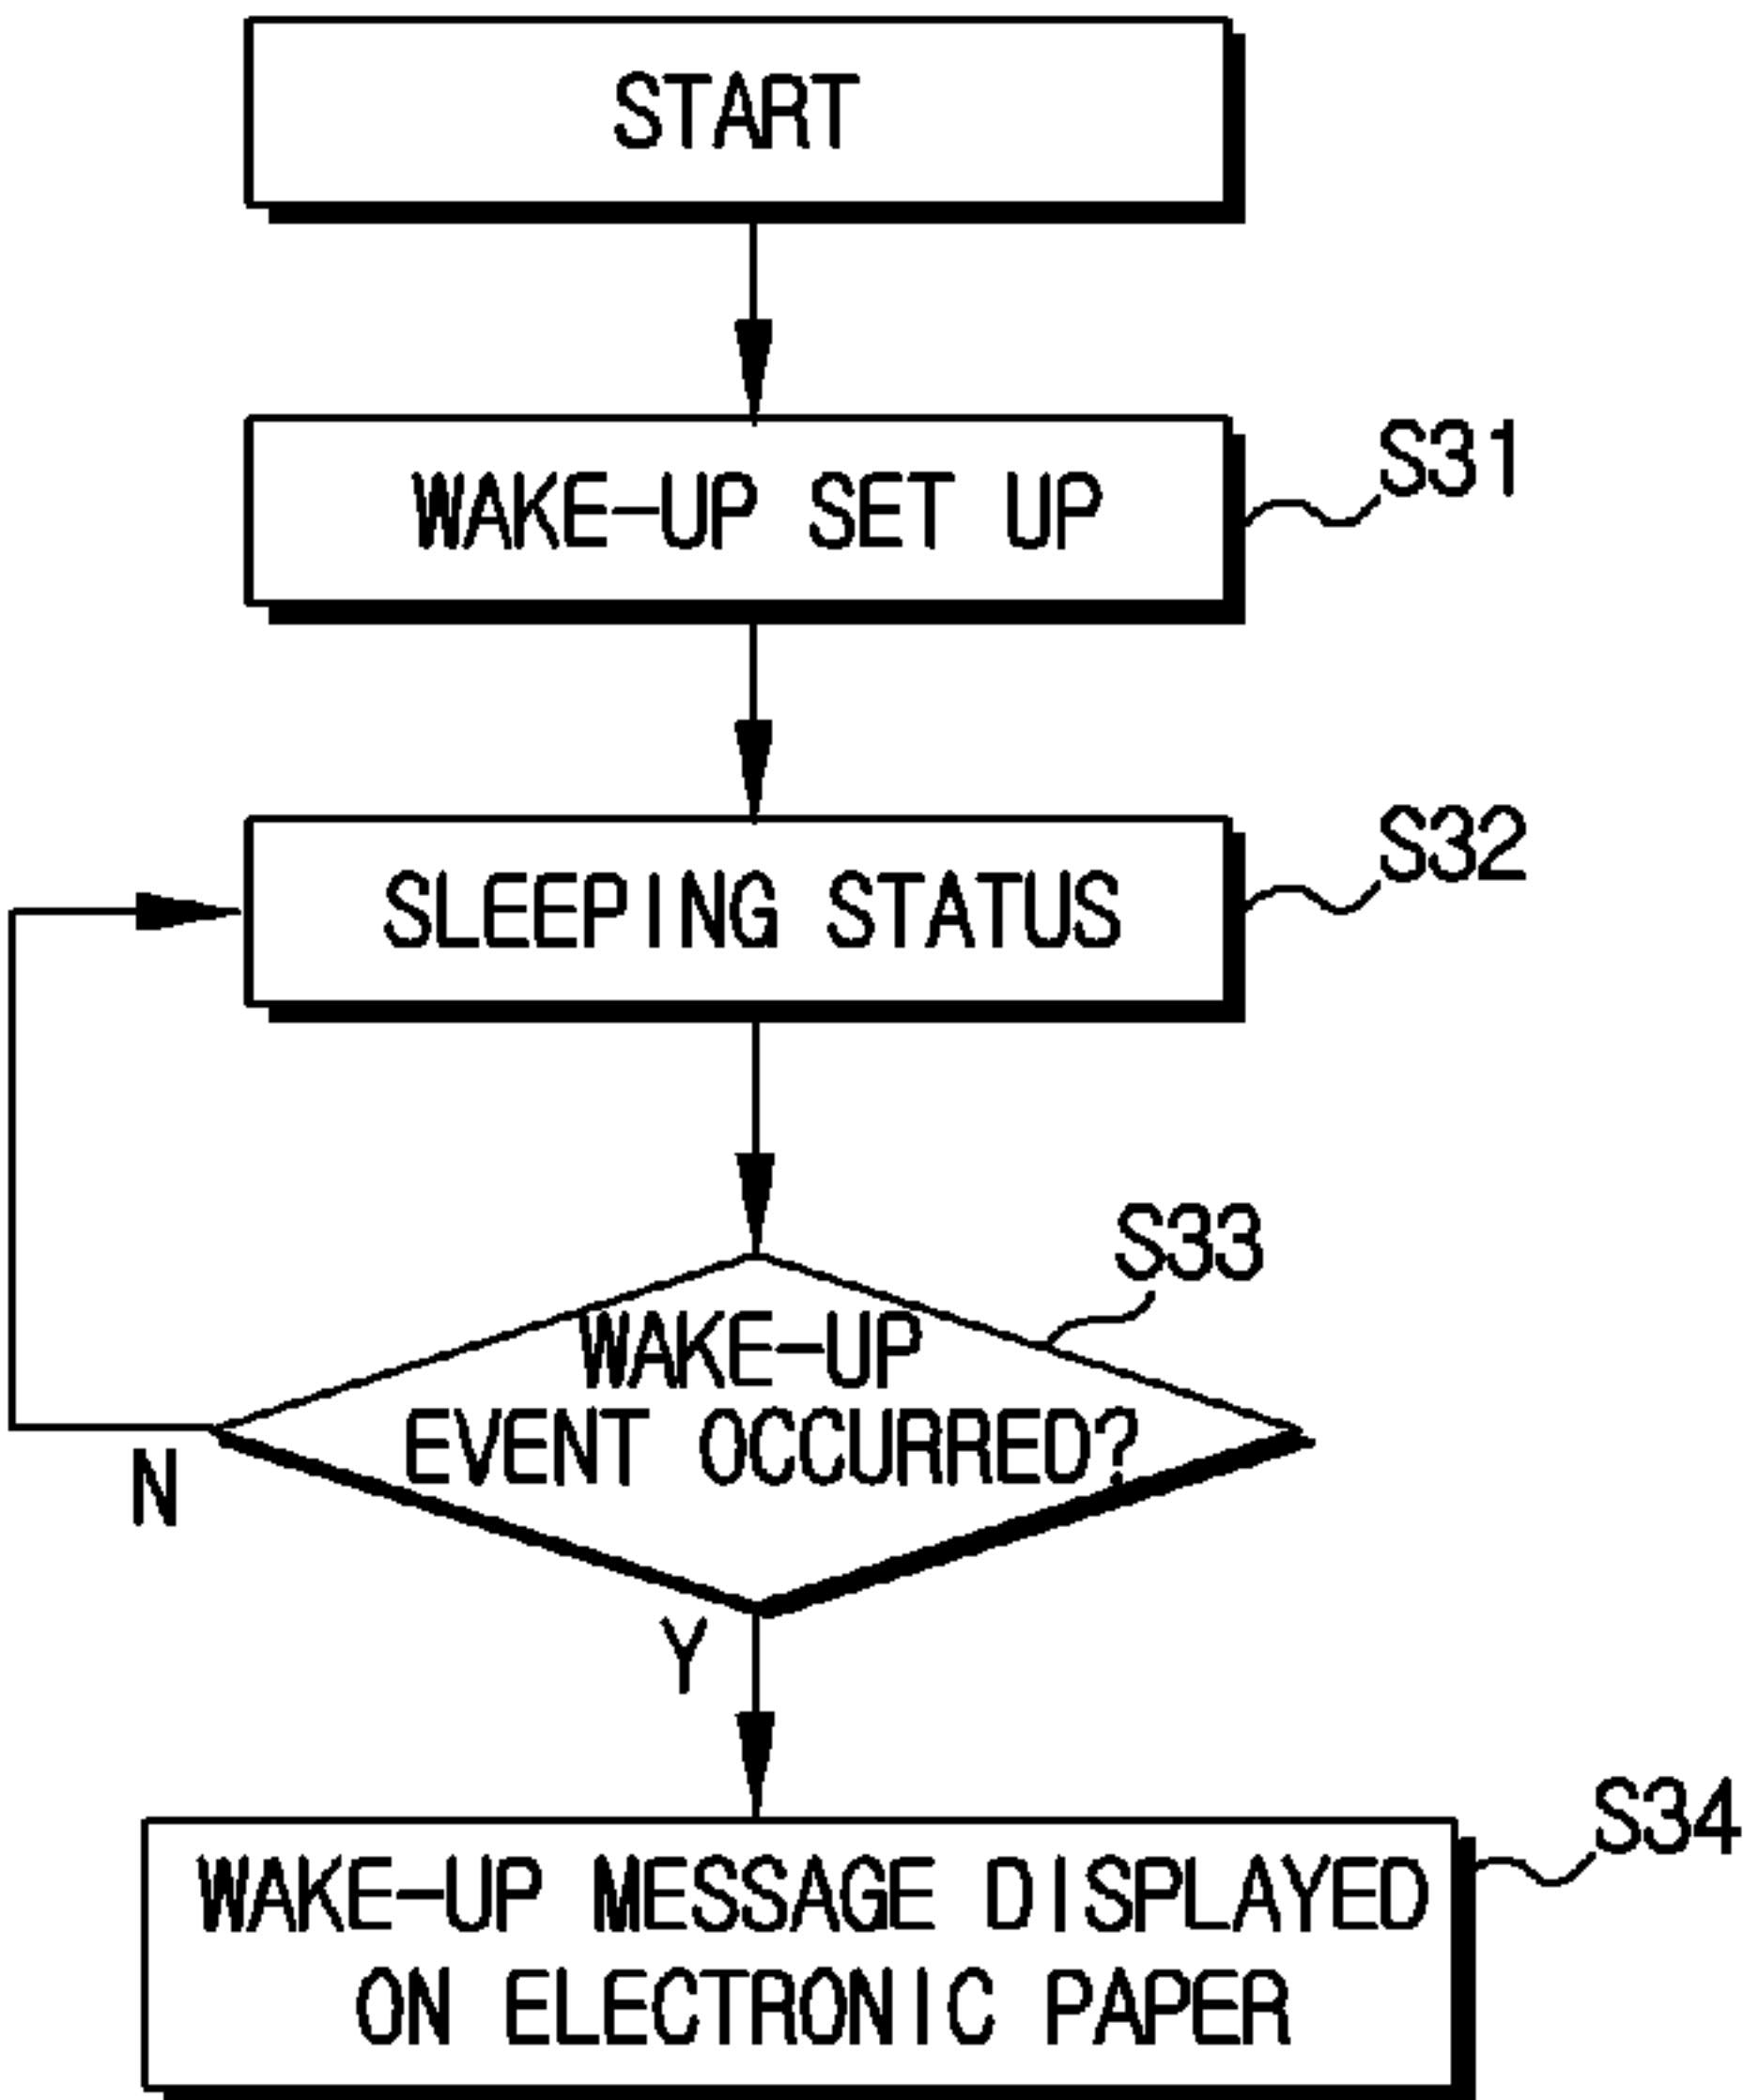 START
WAKE-UP SET UP
S31
SLEEPING STATUS
S32
S33
WAKE-UP
EVENT OCCURRED?
N
Y
S34
WAKE-UP MESSAGE DISPLAYED
ON ELECTRONIC PAPER